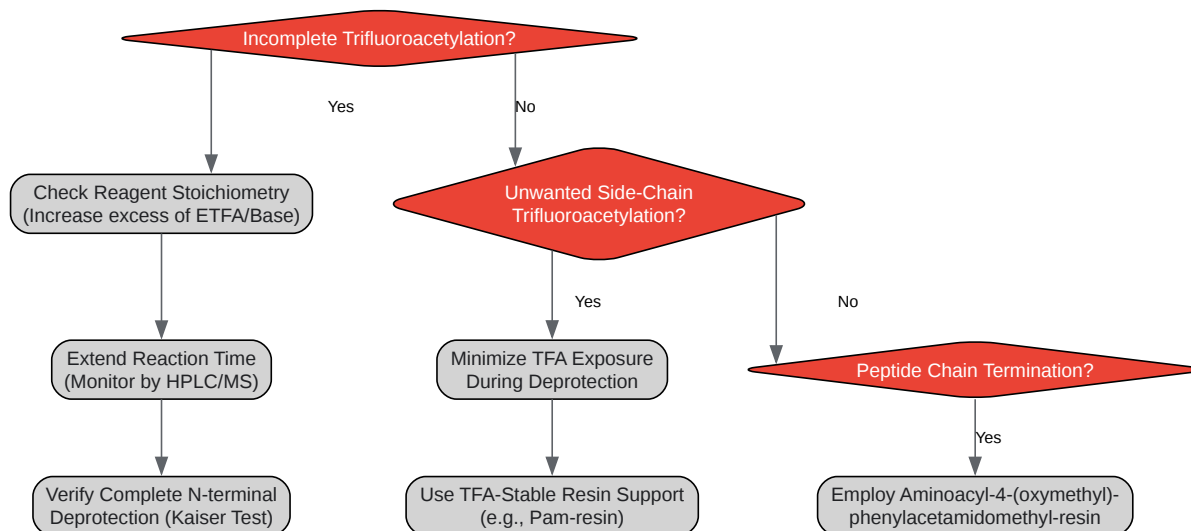 Incomplete Trifluoroacetylation?
Yes
No
Check Reagent Stoichiometry
(Increase excess of ETFA/Base)
Unwanted Side-Chain
Trifluoroacetylation?
Yes
No
Extend Reaction Time
(Monitor by HPLC/MS)
Minimize TFA Exposure
During Deprotection
Peptide Chain Termination?
Yes
Verify Complete N-terminal
Deprotection (Kaiser Test)
Use TFA-Stable Resin Support
(e.g., Pam-resin)
Employ Aminoacyl-4-(oxymethyl)-
phenylacetamidomethyl-resin